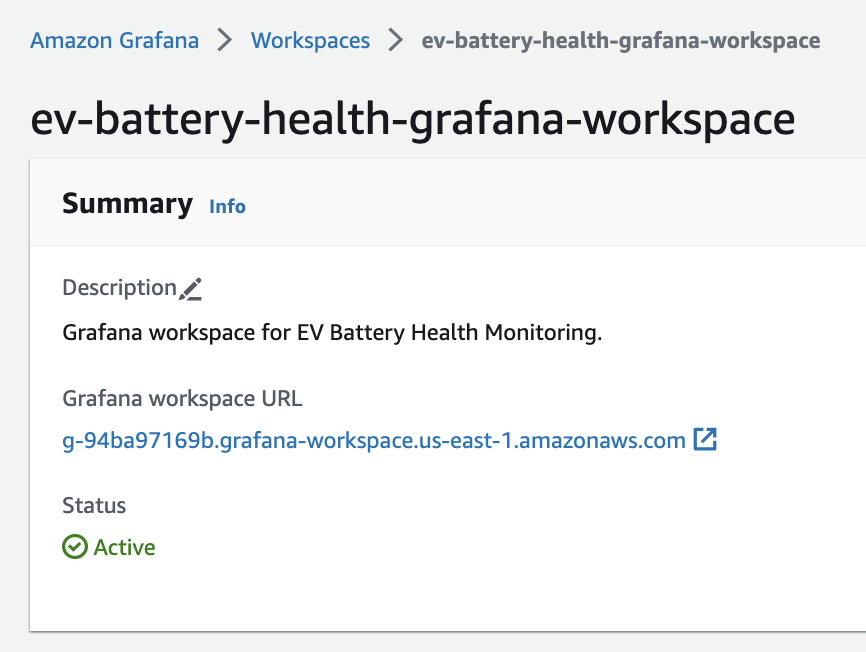 Amazon Grafana > Workspaces > ev-battery-health-grafana-workspace
ev-battery-health-grafana-workspace
Summary Info
Description
Grafana workspace for EV Battery Health Monitoring.
Grafana workspace URL
g-94ba97169b.grafana-workspace.us-east-1.amazonaws.com
Status
Active